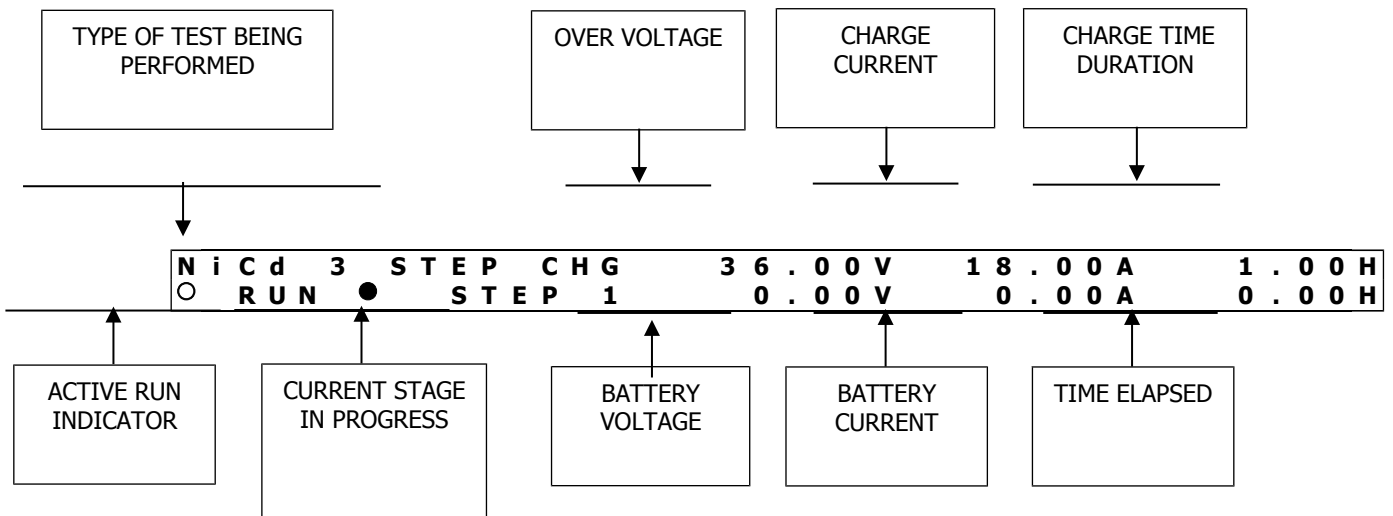 TYPE OF TEST BEING
PERFORMED
OVER VOLTAGE
CHARGE
CURRENT
CHARGE TIME
DURATION
NiCd 3 STEP CHG 36.00V 18.00A 1.00H
○ RUN ● STEP 1 0.00V 0.00A 0.00H
ACTIVE RUN
INDICATOR
CURRENT STAGE
IN PROGRESS
BATTERY
VOLTAGE
BATTERY
CURRENT
TIME ELAPSED